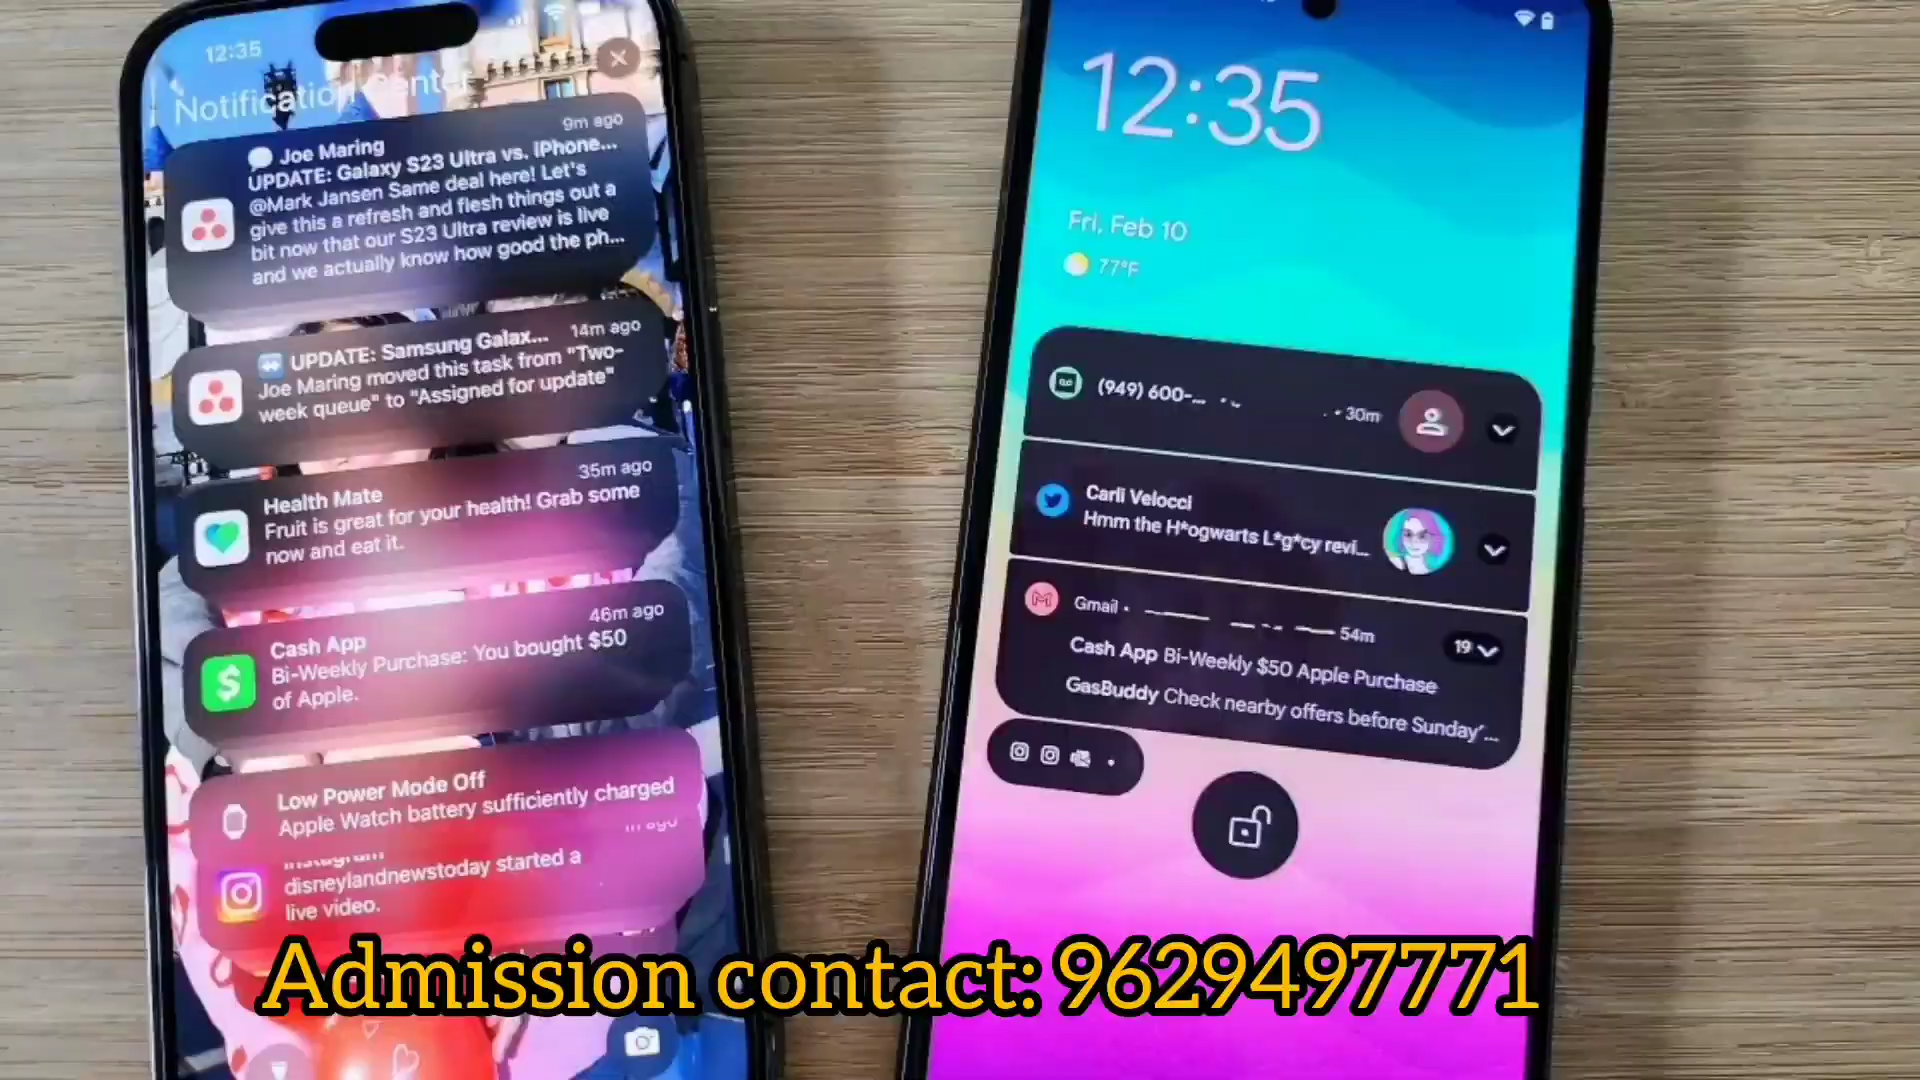 12:35
Notification Center
9m ago
Joe Maring
UPDATE: Galaxy S23 Ultra vs. iPhone...
@Mark Jansen Same deal here! Let's
give this a refresh and flesh things out a
bit now that our S23 Ultra review is live
and we actually know how good the ph...
UPDATE: Samsung Galax... 14m ago
Joe Maring moved this task from "Two-
week queue" to "Assigned for update"
35m ago
Health Mate
Fruit is great for your health! Grab some
now and eat it.
46m ago
Cash App
Bi-Weekly Purchase: You bought $50
of Apple.
Low Power Mode Off
Apple Watch battery sufficiently charged
disneylandnewstoday started a
live video.
12:35
Fri, Feb 10
77°F
(949) 600-... • 30m
Carli Velocci
Hmm the H*ogwarts L*g*cy revi...
Gmail • 54m
19
Cash App Bi-Weekly $50 Apple Purchase
GasBuddy Check nearby offers before Sunday'...
Admission contact: 9629497771